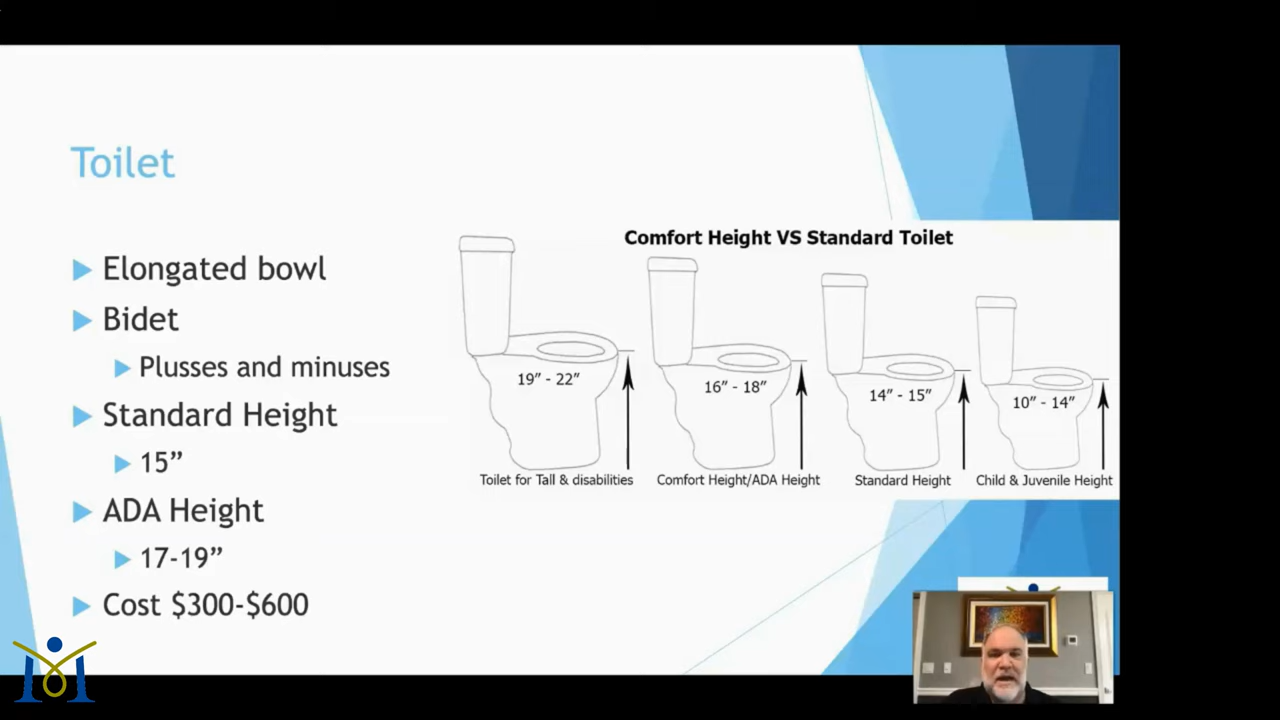 Toilet
Elongated bowl
Bidet
Plusses and minuses
Standard Height
15”
ADA Height
17-19”
Cost $300-$600
Comfort Height VS Standard Toilet
19” - 22”
16” - 18”
14” - 15”
10” - 14”
Toilet for Tall & disabilities
Comfort Height/ADA Height
Standard Height
Child & Juvenile Height